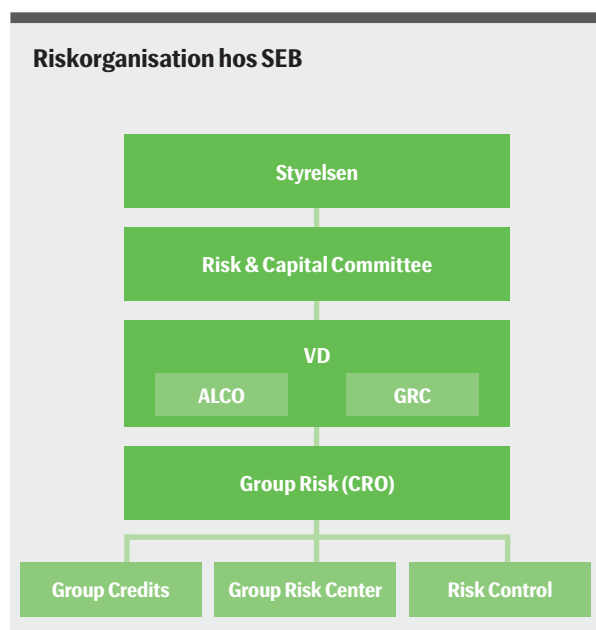 Riskorganisation hos SEB
Styrelsen
Risk & Capital Committee
VD
ALCO
GRC
Group Risk (CRO)
Group Credits
Group Risk Center
Risk Control